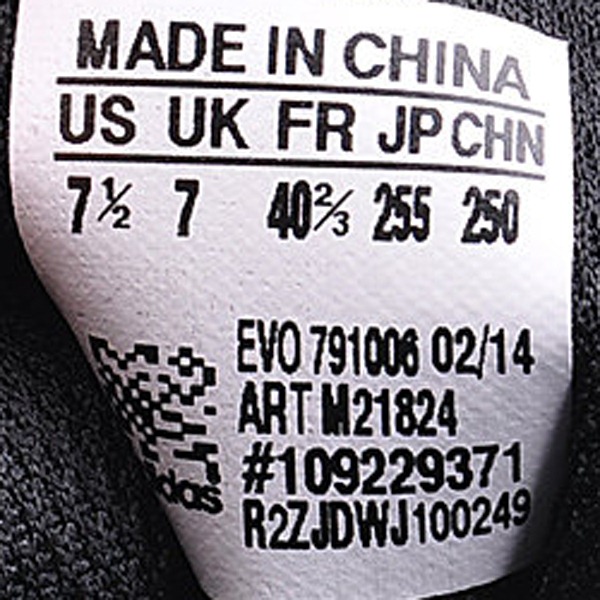 MADE IN CHINA
US UK FR JP CHN
7½ 7 40⅔ 255 250
EVO 791006 02/14
ART M21824
#109229371
adidas
R2ZJDWJ100249